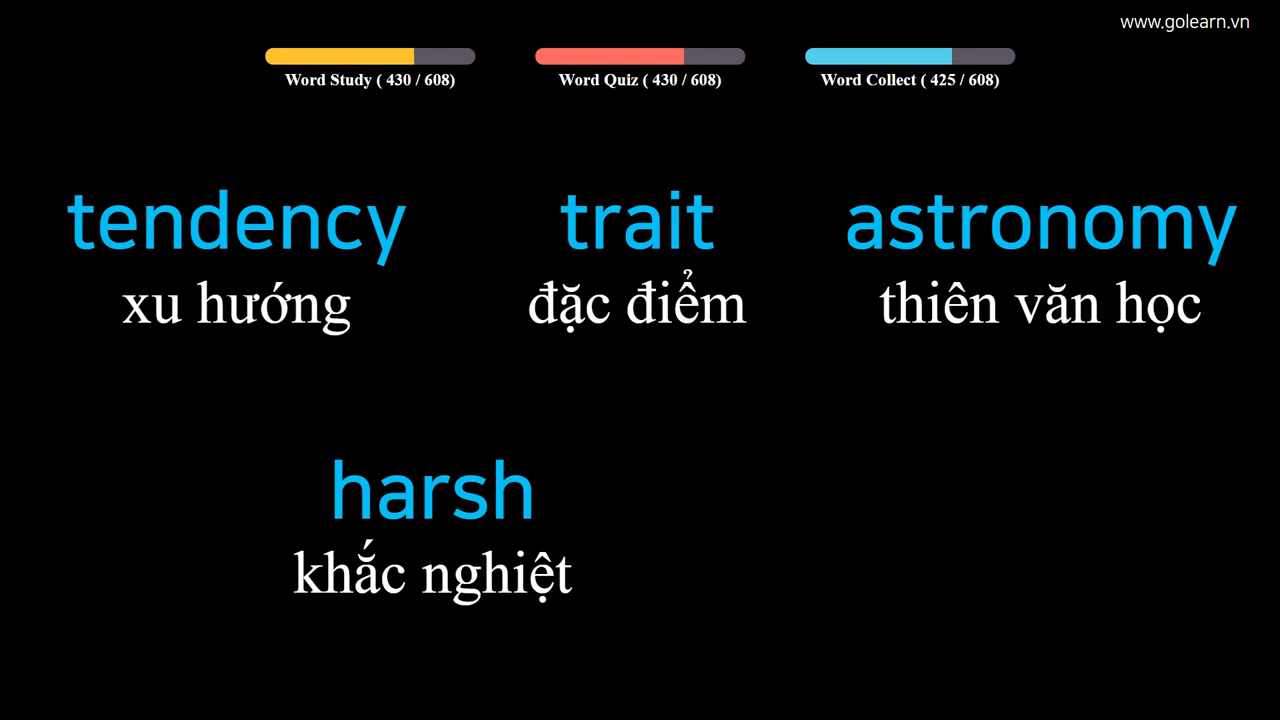 www.golearn.vn
Word Study ( 430 / 608)
Word Quiz ( 430 / 608)
Word Collect ( 425 / 608)
tendency
xu hướng
trait
đặc điểm
astronomy
thiên văn học
harsh
khắc nghiệt